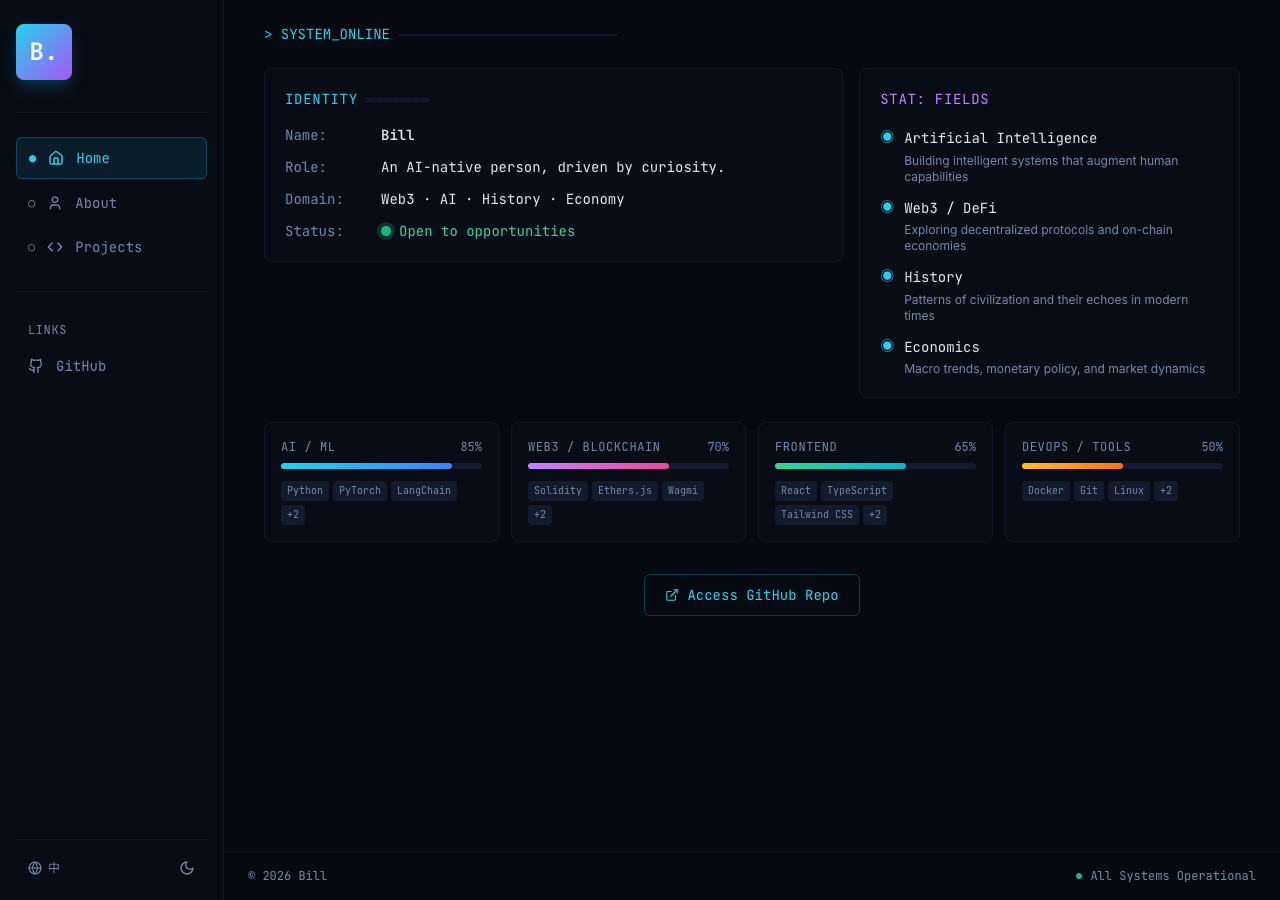 B.
Home
About
Projects
LINKS
GitHub
中
> SYSTEM_ONLINE
IDENTITY
Name: Bill
Role: An AI-native person, driven by curiosity.
Domain: Web3 · AI · History · Economy
Status: Open to opportunities
STAT: FIELDS
Artificial Intelligence
Building intelligent systems that augment human
capabilities
Web3 / DeFi
Exploring decentralized protocols and on-chain
economies
History
Patterns of civilization and their echoes in modern
times
Economics
Macro trends, monetary policy, and market dynamics
AI / ML 85%
Python PyTorch LangChain
+2
WEB3 / BLOCKCHAIN 70%
Solidity Ethers.js Wagmi
+2
FRONTEND 65%
React TypeScript
Tailwind CSS +2
DEVOPS / TOOLS 50%
Docker Git Linux +2
Access GitHub Repo
© 2026 Bill
All Systems Operational